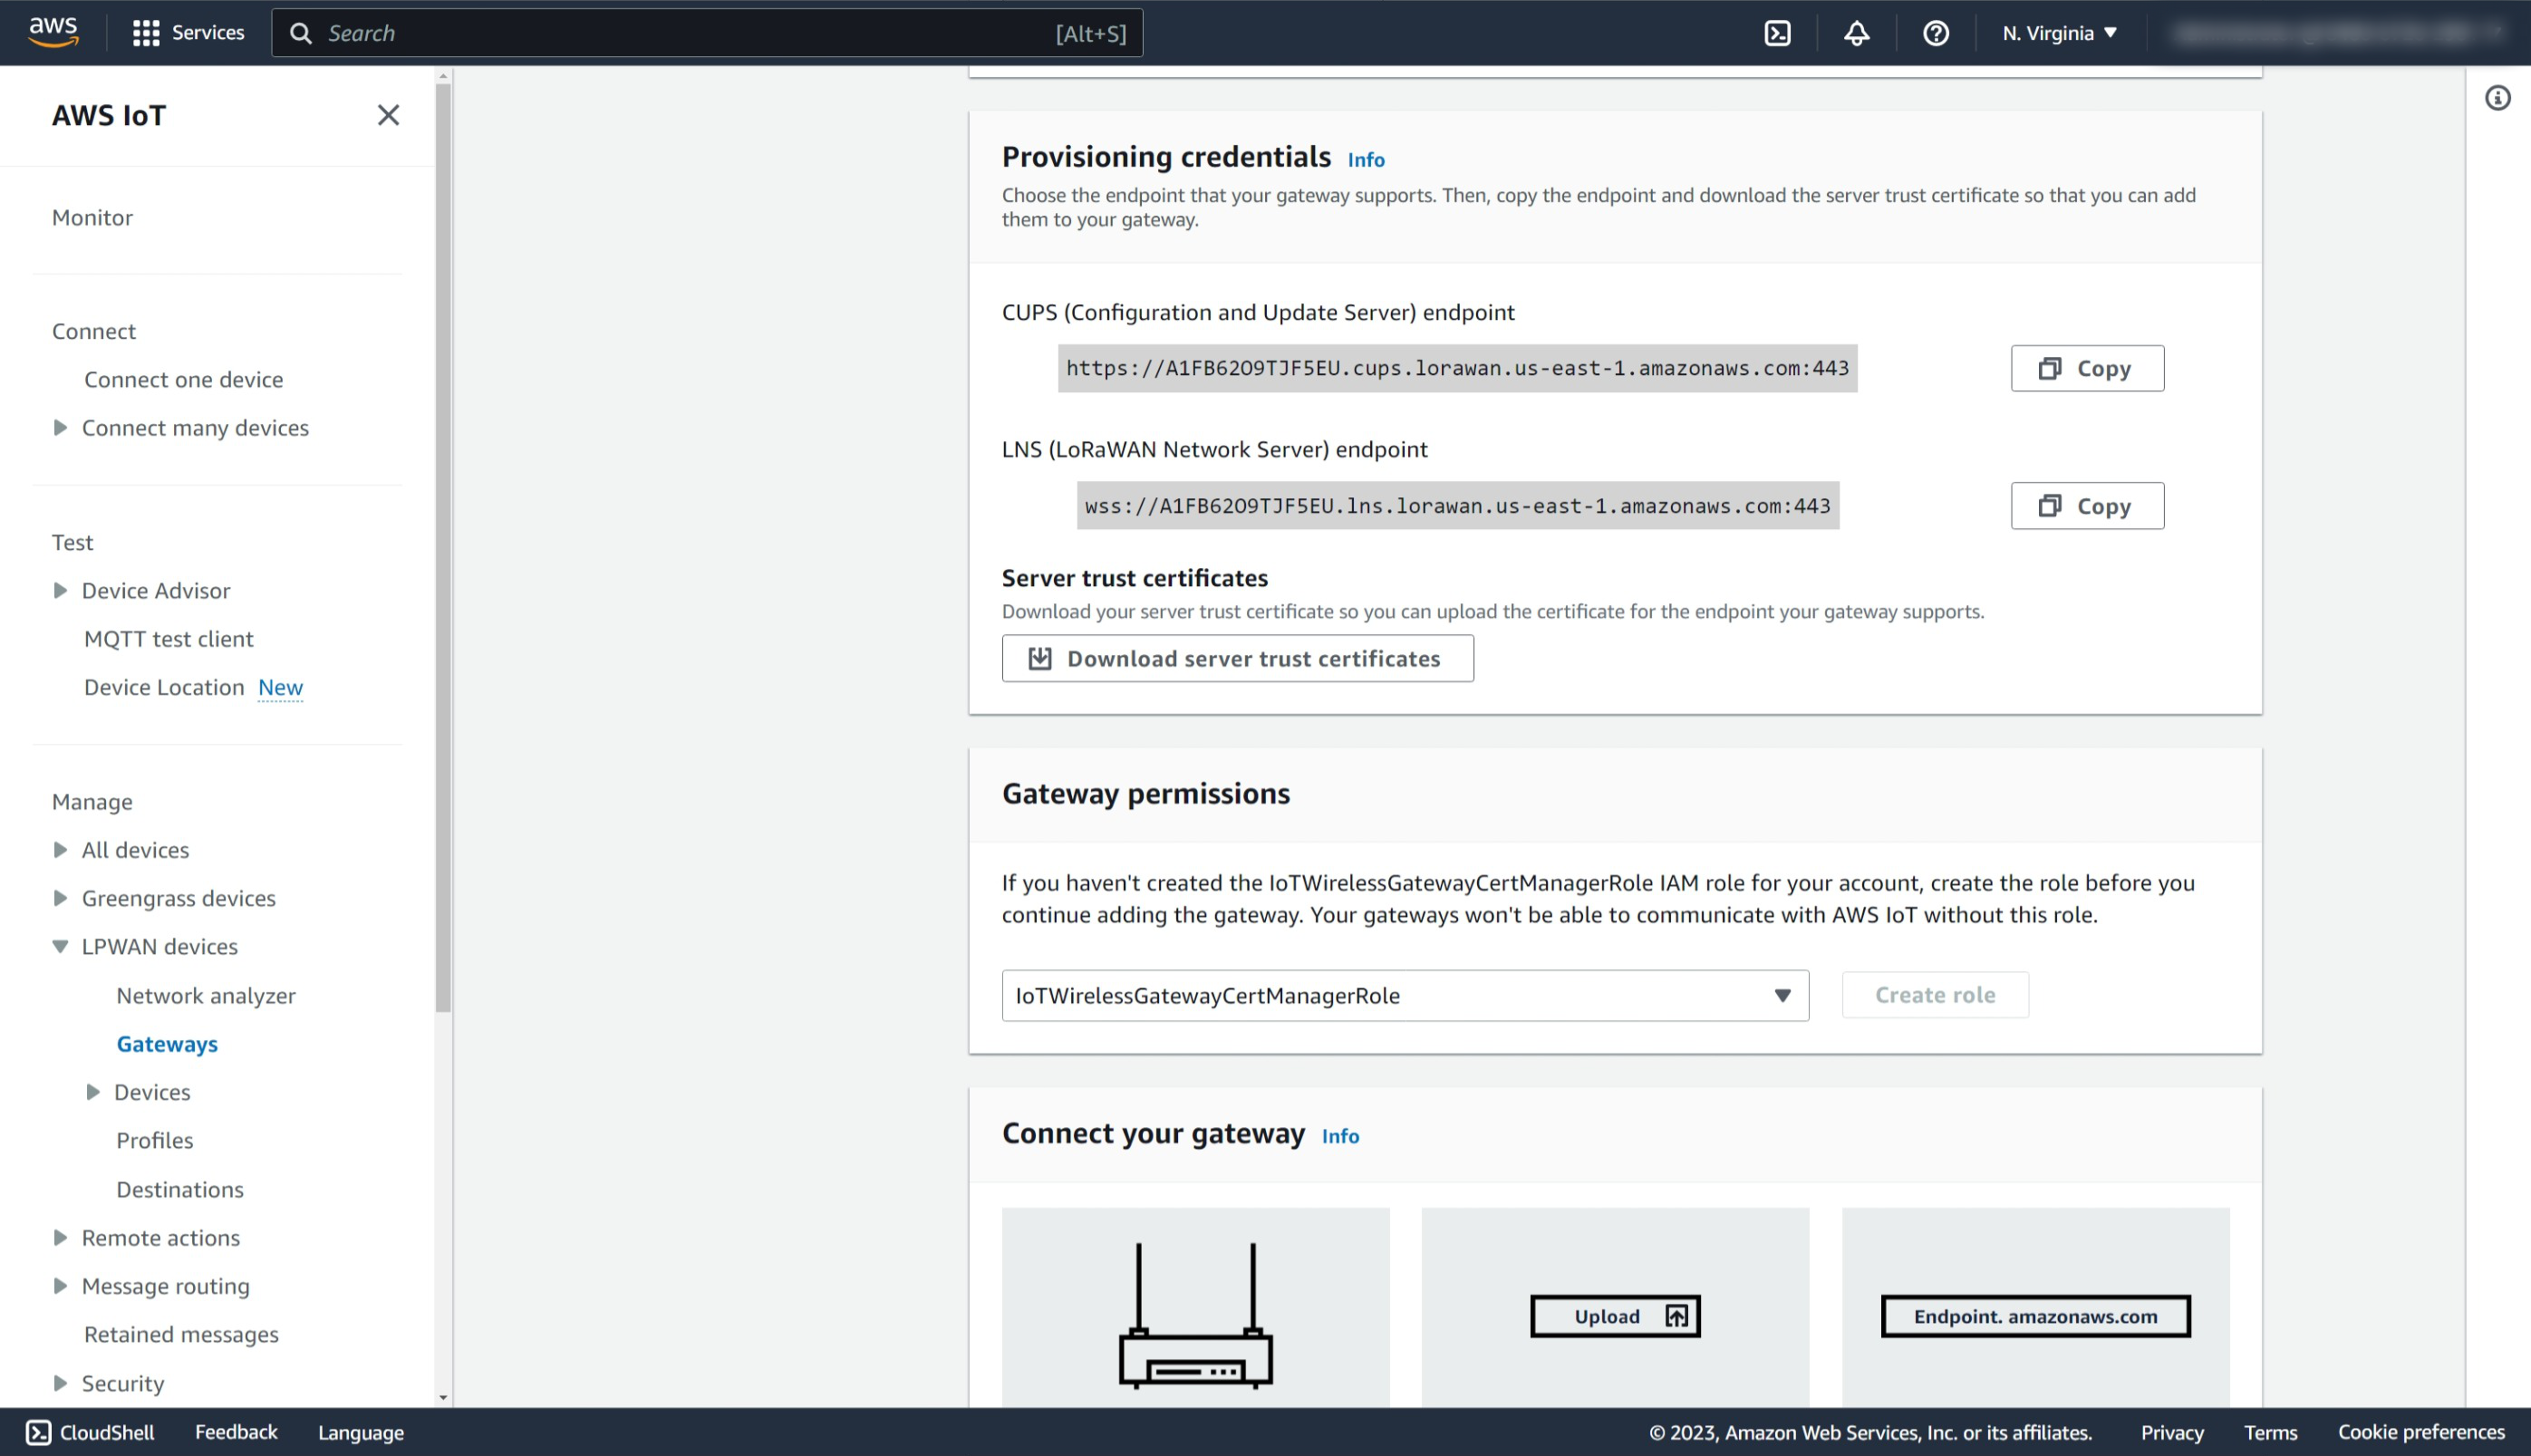 aws
Services
Search
[Alt+S]
N. Virginia
AWS IoT
Monitor
Connect
Connect one device
Connect many devices
Test
Device Advisor
MQTT test client
Device Location New
Manage
All devices
Greengrass devices
LPWAN devices
Network analyzer
Gateways
Devices
Profiles
Destinations
Remote actions
Message routing
Retained messages
Security
Provisioning credentials Info
Choose the endpoint that your gateway supports. Then, copy the endpoint and download the server trust certificate so that you can add
them to your gateway.
CUPS (Configuration and Update Server) endpoint
https://A1FB62O9TJF5EU.cups.lorawan.us-east-1.amazonaws.com:443
Copy
LNS (LoRaWAN Network Server) endpoint
wss://A1FB62O9TJF5EU.lns.lorawan.us-east-1.amazonaws.com:443
Copy
Server trust certificates
Download your server trust certificate so you can upload the certificate for the endpoint your gateway supports.
Download server trust certificates
Gateway permissions
If you haven't created the IoTWirelessGatewayCertManagerRole IAM role for your account, create the role before you
continue adding the gateway. Your gateways won't be able to communicate with AWS IoT without this role.
IoTWirelessGatewayCertManagerRole
Create role
Connect your gateway Info
Upload
Endpoint. amazonaws.com
CloudShell
Feedback
Language
© 2023, Amazon Web Services, Inc. or its affiliates.
Privacy
Terms
Cookie preferences